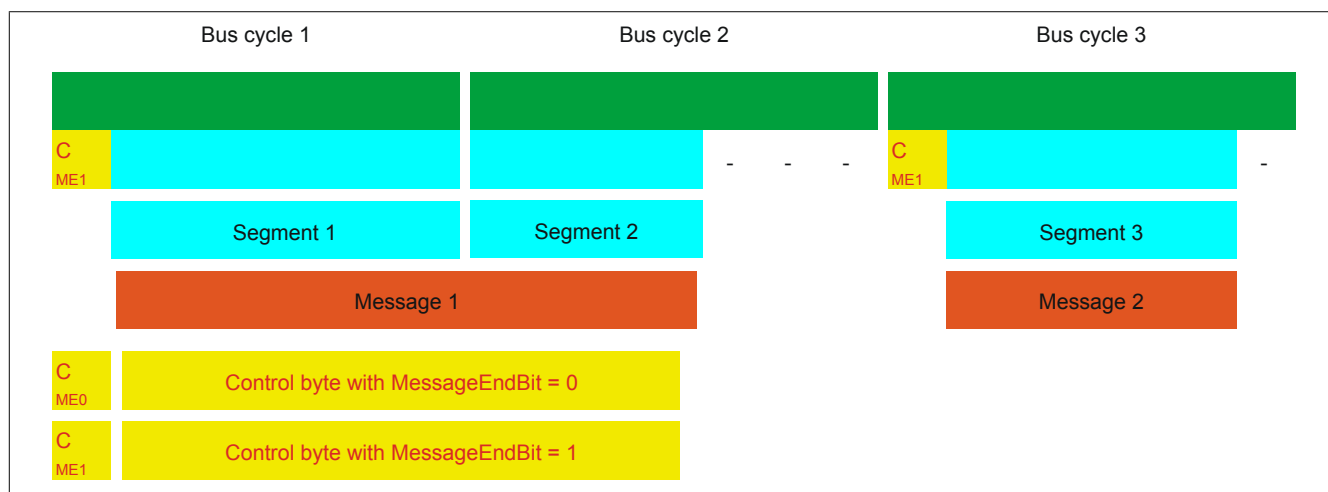 Bus cycle 1 Bus cycle 2 Bus cycle 3
C C
ME1 - - - ME1 -
Segment 1 Segment 2 Segment 3
Message 1 Message 2
C
ME0 Control byte with MessageEndBit = 0
C
ME1 Control byte with MessageEndBit = 1